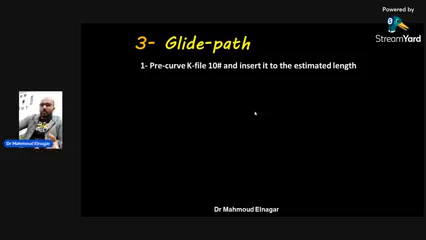 Powered by
StreamYard
3- Glide-path
1- Pre-curve K-file 10# and insert it to the estimated length
Dr Mahmoud Elnagar
Dr Mahmoud Elnagar